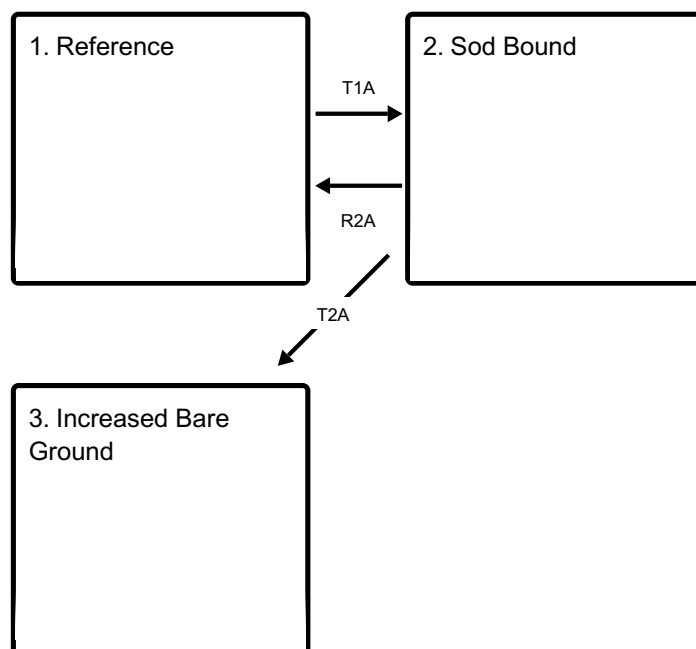 1. Reference
2. Sod Bound
T1A
R2A
T2A
3. Increased Bare
Ground